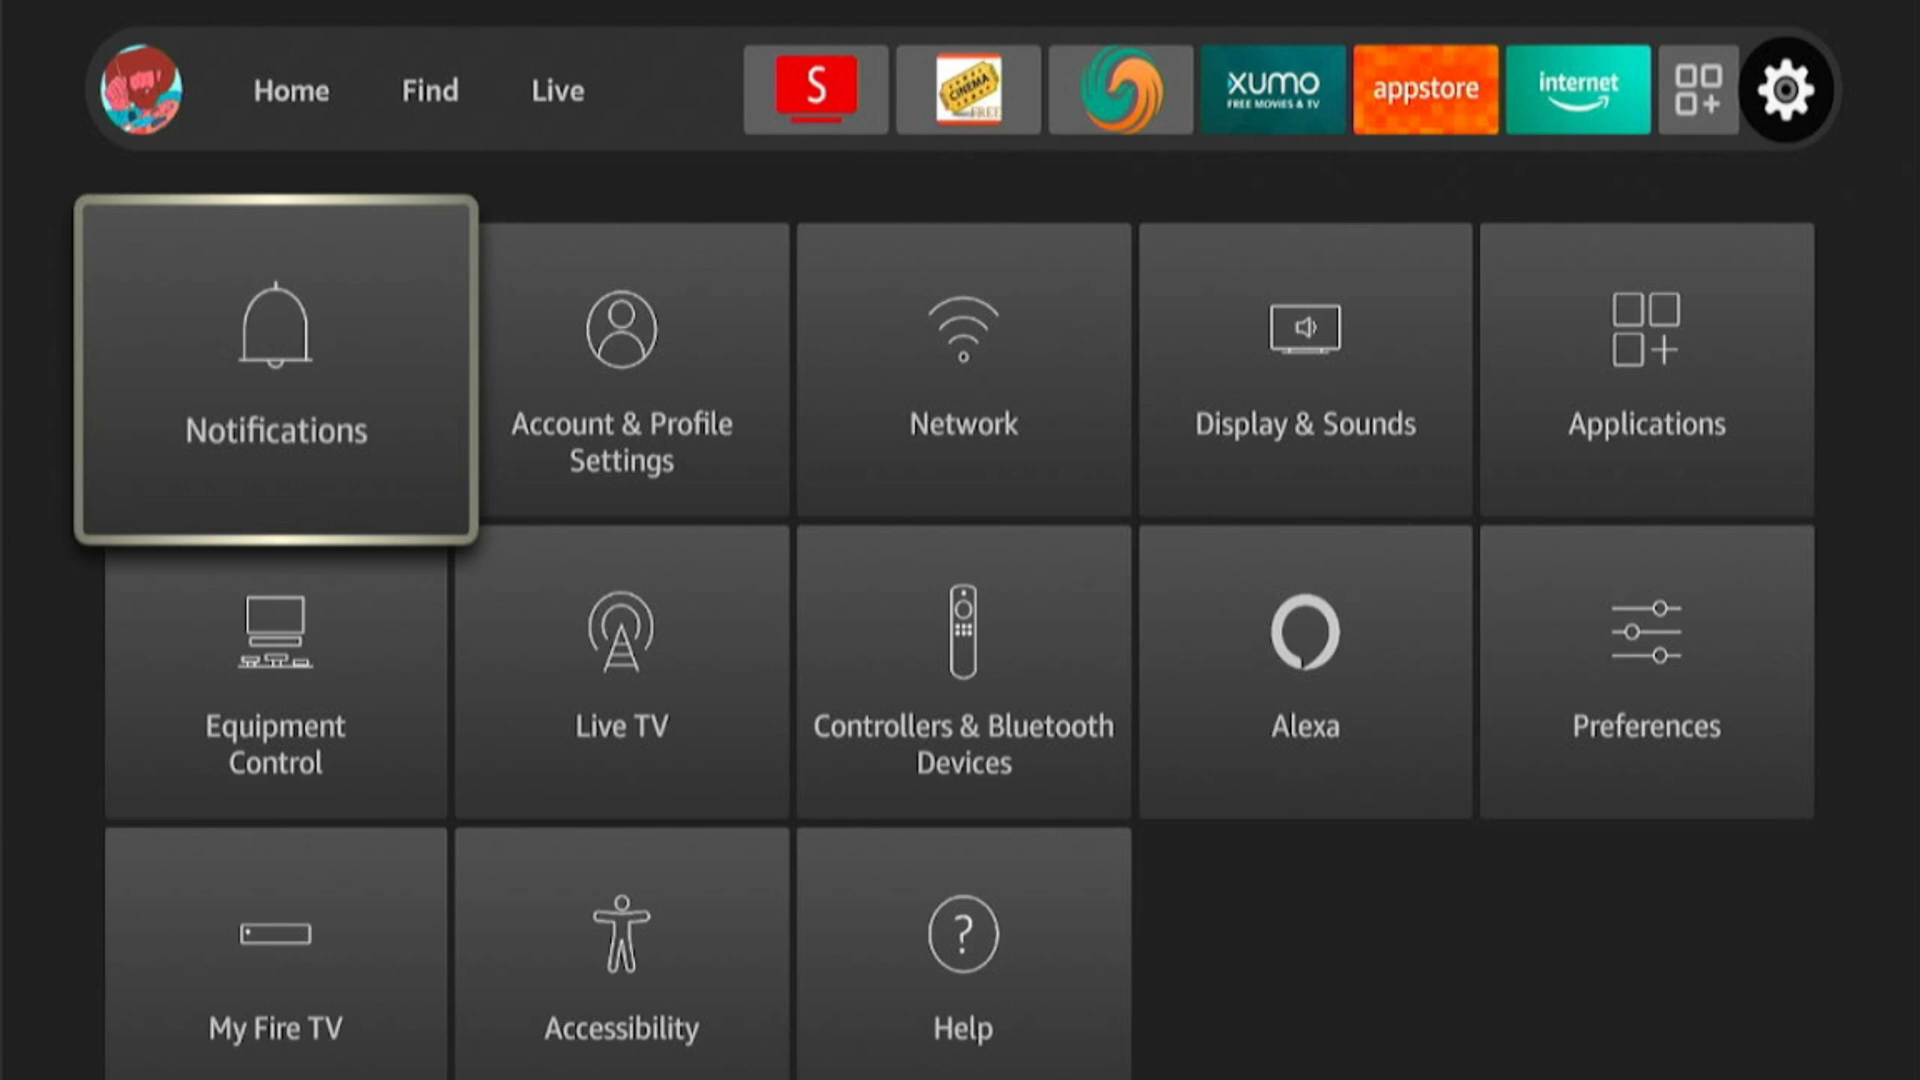 Home Find Live
S
CINEMA
FREE
xumo
FREE MOVIES & TV
appstore
internet
Notifications
Account & Profile
Settings
Network
Display & Sounds
Applications
Equipment
Control
Live TV
Controllers & Bluetooth
Devices
Alexa
Preferences
My Fire TV
Accessibility
?
Help